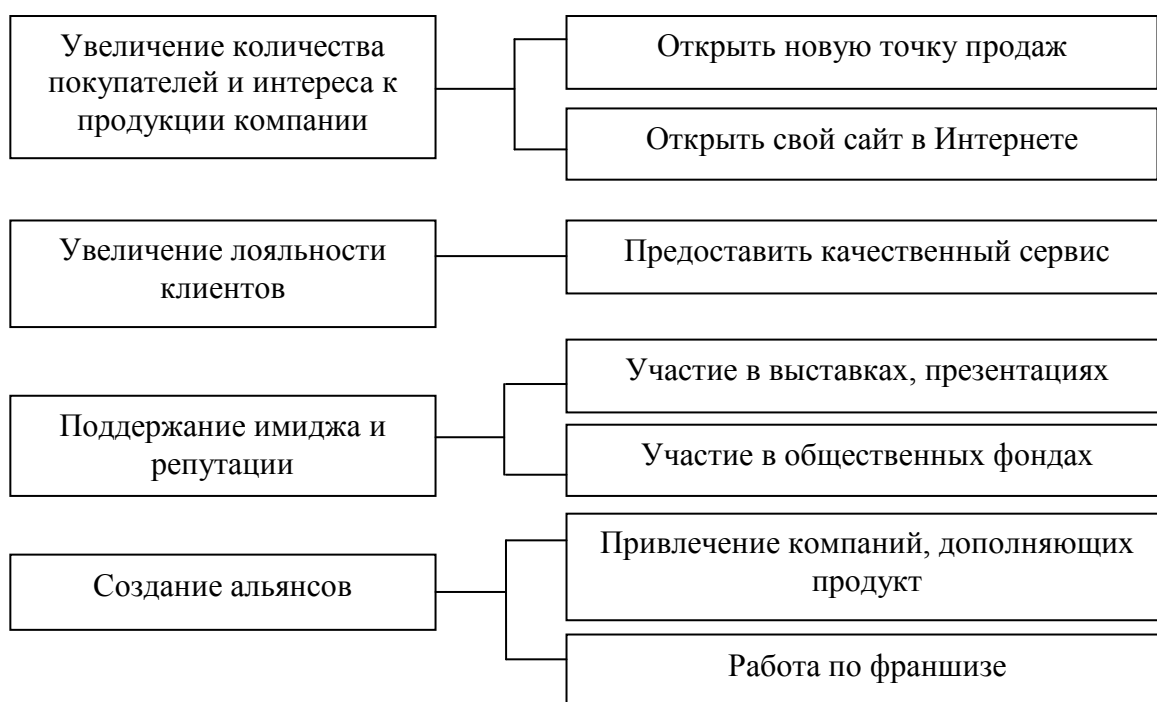 Увеличение количества
покупателей и интереса к
продукции компании
Открыть новую точку продаж
Открыть свой сайт в Интернете
Увеличение лояльности
клиентов
Предоставить качественный сервис
Поддержание имиджа и
репутации
Участие в выставках, презентациях
Участие в общественных фондах
Создание альянсов
Привлечение компаний, дополняющих
продукт
Работа по франшизе